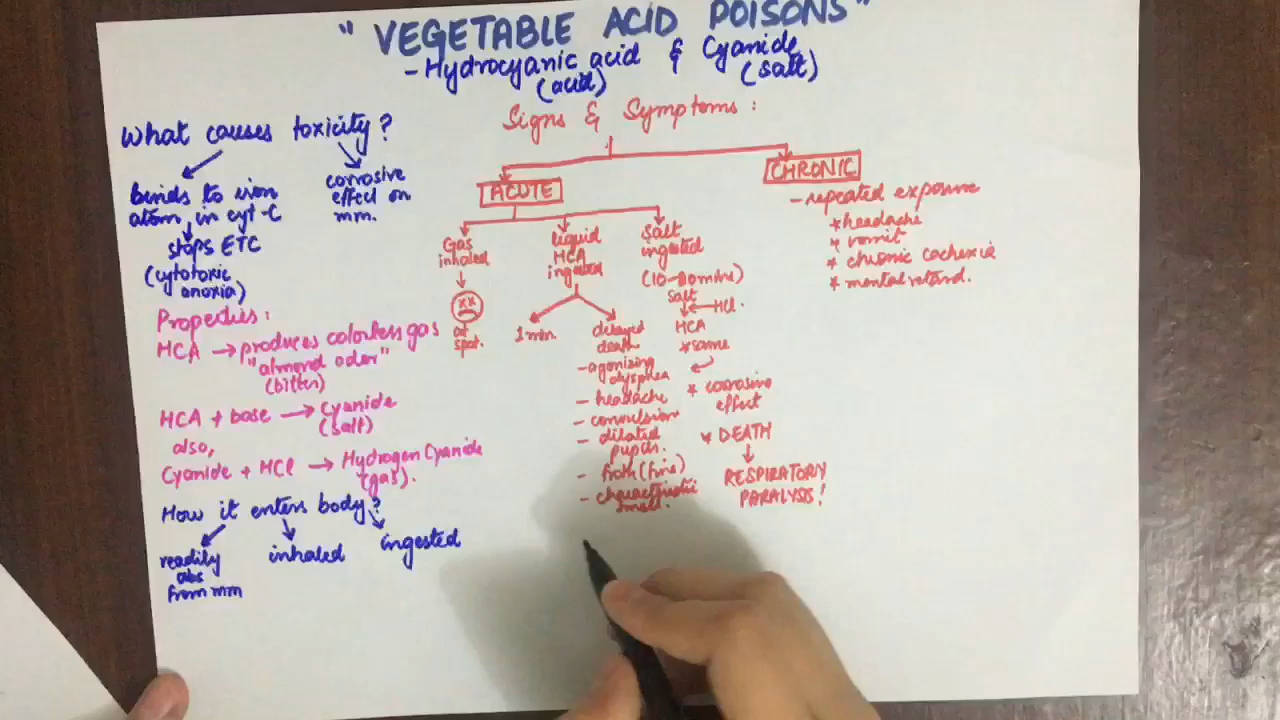 "VEGETABLE ACID POISONS"
- Hydrocyanic acid & Cyanide
(acid) (salt)
What causes toxicity?
binds to iron
atom in cyt-C
stops ETC
(cytotoxic
anoxia)
corrosive
effect on
mm.
Properties:
HCA → produces colorless gas
"almond odor"
(bitter)
HCA + base → Cyanide
(salt)
also,
Cyanide + HCl → Hydrogen Cyanide
(gas).
How it enters body?
readily
abs
from mm
inhaled
ingested
Signs & Symptoms:
ACUTE
Gas
inhaled
xx
at
spot.
liquid
HCA
ingested
1 min.
delayed
death
- agonizing
dyspnea
- headache
- convulsion
- dilated
pupils.
- froth (fine)
- characteristic
smell.
salt
ingested
salt
← HCl.
HCA
* same
* corrosive
effect
* DEATH
RESPIRATORY
PARALYSIS!
CHRONIC
- repeated exposure
* headache
* vomit
* chronic cachexia
* mental retard.